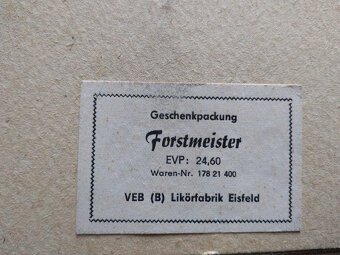 Geschenkpackung
Forstmeister
EVP: 24,60
Waren-Nr. 178 21 400
VEB (B) Likörfabrik Eisfeld